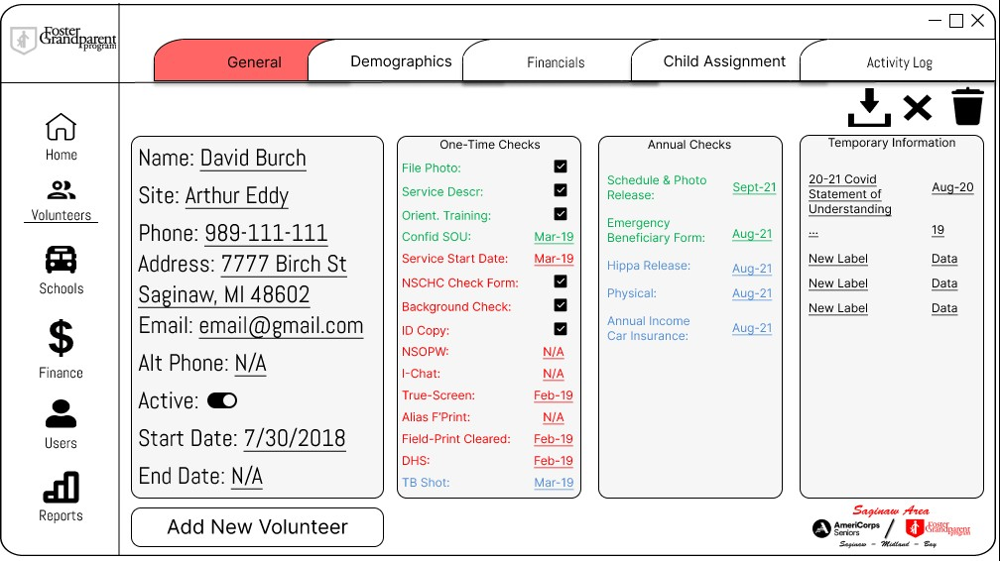 Foster
Grandparent
program
General
Demographics
Financials
Child Assignment
Activity Log
Home
Volunteers
Schools
Finance
Users
Reports
Name: David Burch
Site: Arthur Eddy
Phone: 989-111-111
Address: 7777 Birch St
Saginaw, MI 48602
Email: email@gmail.com
Alt Phone: N/A
Active:
Start Date: 7/30/2018
End Date: N/A
Add New Volunteer
One-Time Checks
File Photo:
Service Descr:
Orient. Training:
Confid SOU: Mar-19
Service Start Date: Mar-19
NSCHC Check Form:
Background Check:
ID Copy:
NSOPW: N/A
I-Chat: N/A
True-Screen: Feb-19
Alias F'Print: N/A
Field-Print Cleared: Feb-19
DHS: Feb-19
TB Shot: Mar-19
Annual Checks
Schedule & Photo
Release: Sept-21
Emergency
Beneficiary Form: Aug-21
Hippa Release: Aug-21
Physical: Aug-21
Annual Income
Car Insurance: Aug-21
Temporary Information
20-21 Covid
Statement of
Understanding Aug-20
... 19
New Label Data
New Label Data
New Label Data
Saginaw Area
AmeriCorps
Seniors
/
Foster
Grandparent
program
Saginaw - Midland - Bay